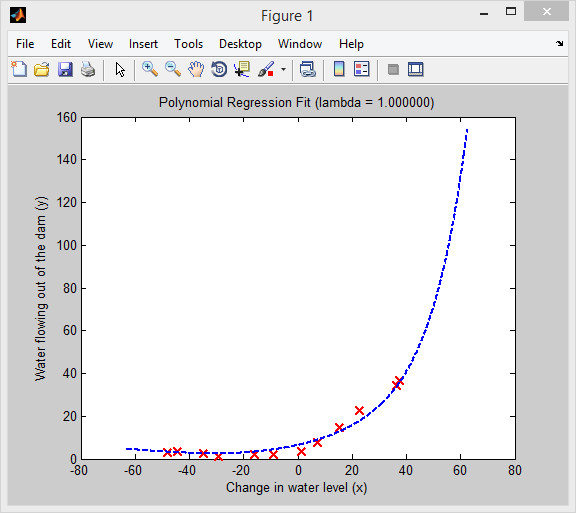 Figure 1
File Edit View Insert Tools Desktop Window Help
Polynomial Regression Fit (lambda = 1.000000)
160
140
120
100
80
60
40
20
0
Water flowing out of the dam (y)
-80 -60 -40 -20 0 20 40 60 80
Change in water level (x)